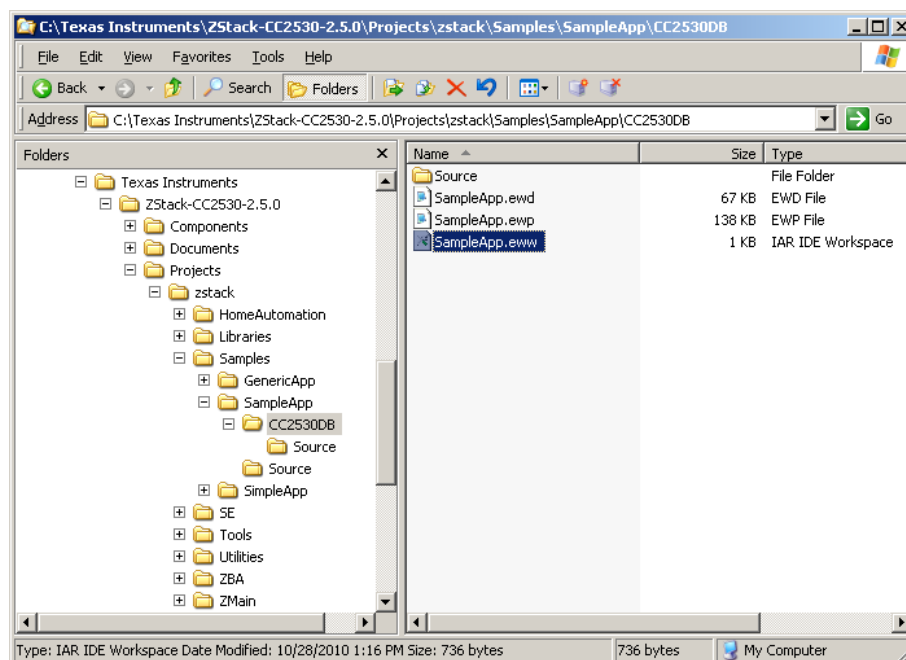 C:\Texas Instruments\ZStack-CC2530-2.5.0\Projects\zstack\Samples\SampleApp\CC2530DB
File Edit View Favorites Tools Help
Back Search Folders
Address C:\Texas Instruments\ZStack-CC2530-2.5.0\Projects\zstack\Samples\SampleApp\CC2530DB Go
Folders
Texas Instruments
ZStack-CC2530-2.5.0
Components
Documents
Projects
zstack
HomeAutomation
Libraries
Samples
GenericApp
SampleApp
CC2530DB
Source
Source
SimpleApp
SE
Tools
Utilities
ZBA
ZMain
Name Size Type
Source File Folder
SampleApp.ewd 67 KB EWD File
SampleApp.ewp 138 KB EWP File
SampleApp.eww 1 KB IAR IDE Workspace
Type: IAR IDE Workspace Date Modified: 10/28/2010 1:16 PM Size: 736 bytes 736 bytes My Computer